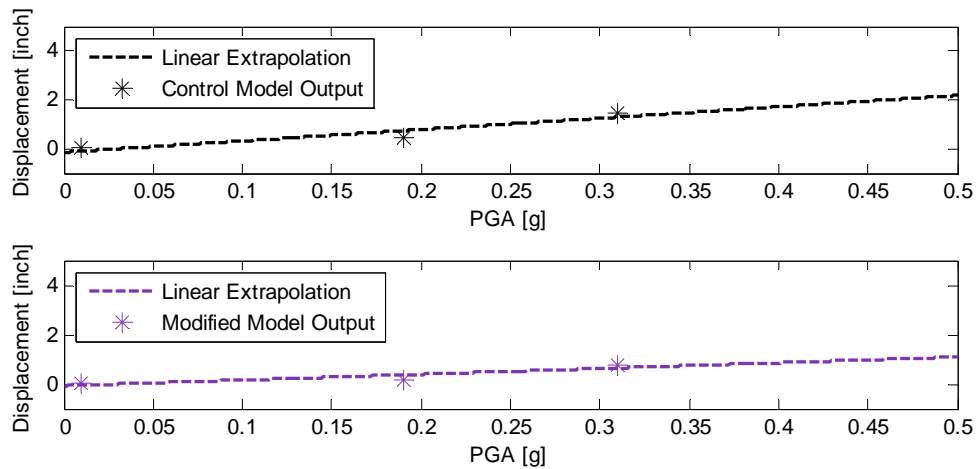 Displacement [inch]
4
2
0
Linear Extrapolation
Control Model Output
0 0.05 0.1 0.15 0.2 0.25 0.3 0.35 0.4 0.45 0.5
PGA [g]
Displacement [inch]
4
2
0
Linear Extrapolation
Modified Model Output
0 0.05 0.1 0.15 0.2 0.25 0.3 0.35 0.4 0.45 0.5
PGA [g]